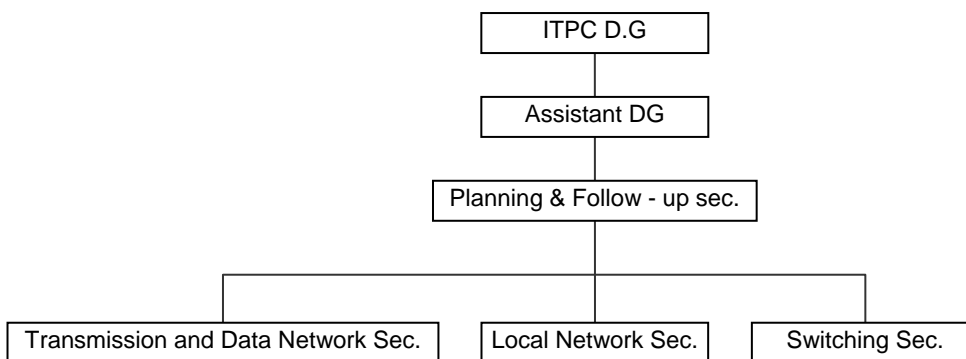 ITPC D.G
Assistant DG
Planning & Follow - up sec.
Transmission and Data Network Sec.
Local Network Sec.
Switching Sec.